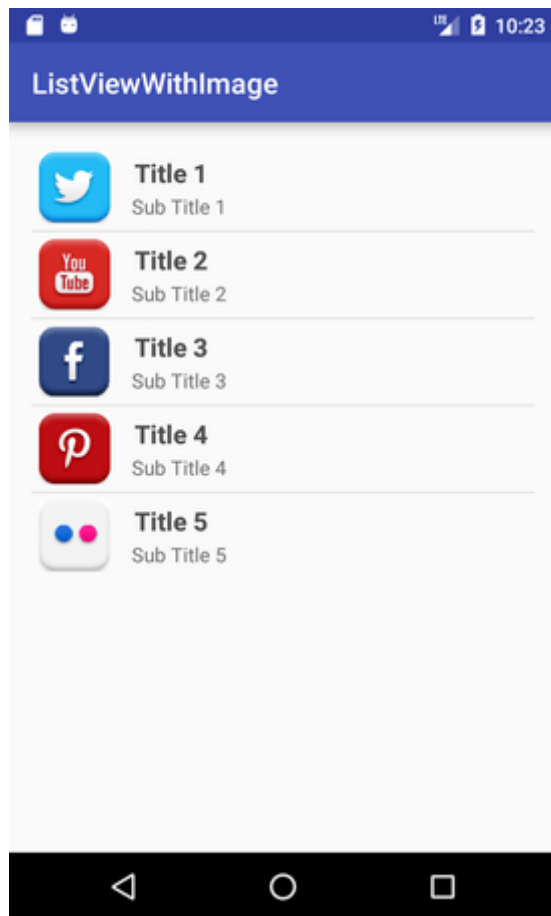 LTE 10:23
ListViewWithImage
Title 1
Sub Title 1
You
Tube
Title 2
Sub Title 2
f
Title 3
Sub Title 3
Title 4
Sub Title 4
Title 5
Sub Title 5